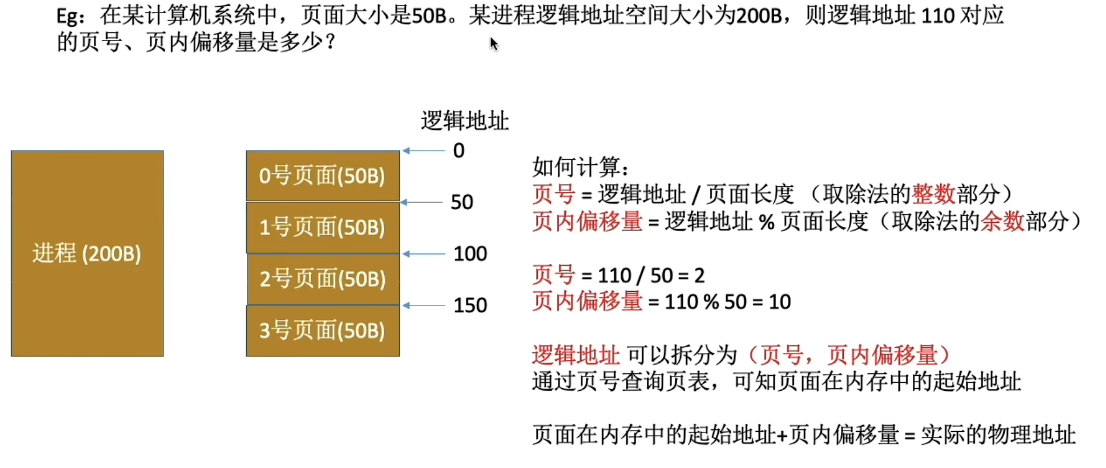 Eg：在某计算机系统中，页面大小是50B。某进程逻辑地址空间大小为200B，则逻辑地址 110 对应
的页号、页内偏移量是多少？
逻辑地址
进程 (200B)
0号页面(50B)
1号页面(50B)
2号页面(50B)
3号页面(50B)
0
50
100
150
如何计算：
页号 = 逻辑地址 / 页面长度 （取除法的整数部分）
页内偏移量 = 逻辑地址 % 页面长度（取除法的余数部分）
页号 = 110 / 50 = 2
页内偏移量 = 110 % 50 = 10
逻辑地址 可以拆分为（页号，页内偏移量）
通过页号查询页表，可知页面在内存中的起始地址
页面在内存中的起始地址+页内偏移量 = 实际的物理地址